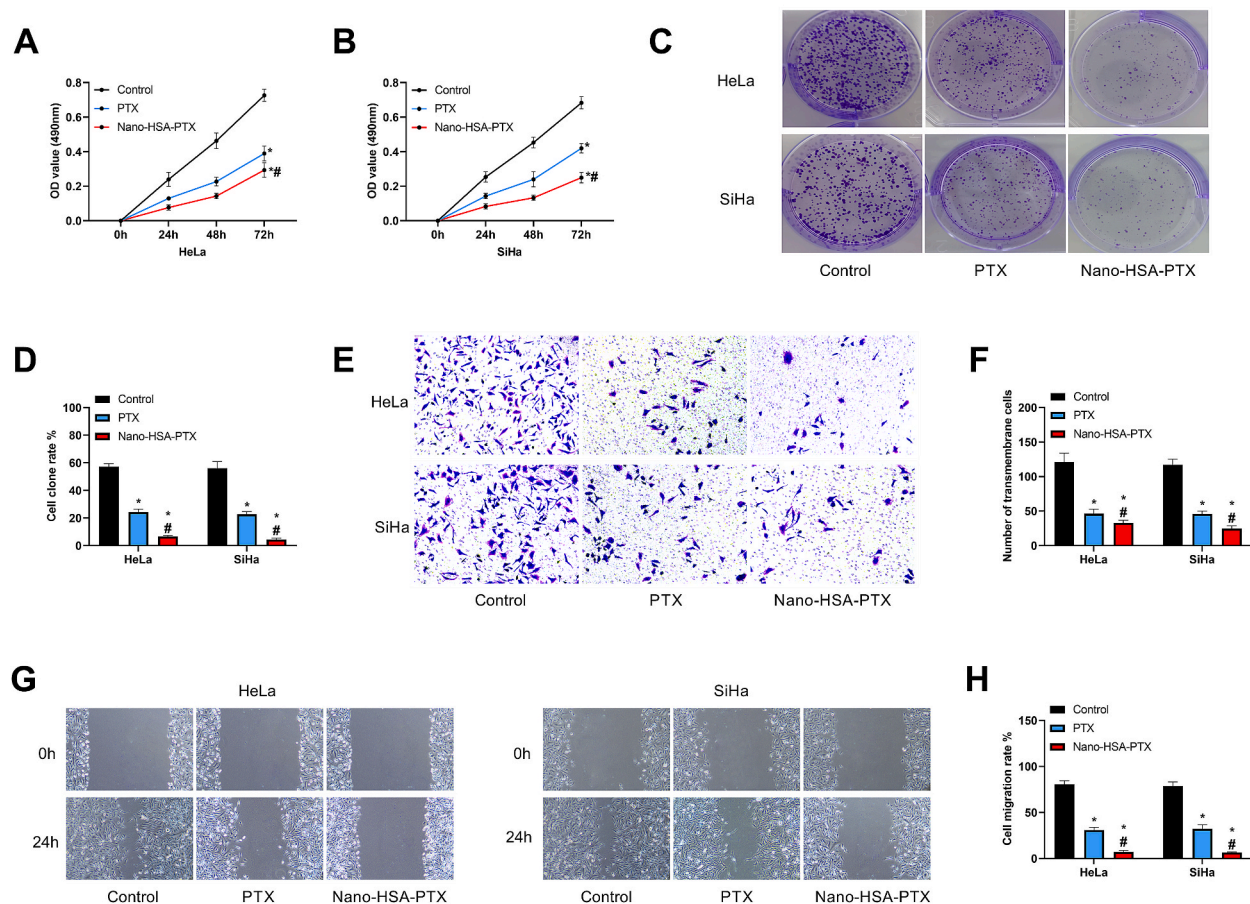 A
OD value (490nm)
0.8
0.6
0.4
0.2
0.0
Control
PTX
Nano-HSA-PTX
*
*#
0h 24h 48h 72h
HeLa
B
OD value (490nm)
0.8
0.6
0.4
0.2
0.0
Control
PTX
Nano-HSA-PTX
*
*#
0h 24h 48h 72h
SiHa
C
HeLa
SiHa
Control PTX Nano-HSA-PTX
D
Cell clone rate %
100
80
60
40
20
0
Control
PTX
Nano-HSA-PTX
* *
#
* *
#
HeLa SiHa
E
HeLa
SiHa
Control PTX Nano-HSA-PTX
F
Number of transmembrane cells
200
150
100
50
0
Control
PTX
Nano-HSA-PTX
* *
#
* *
#
HeLa SiHa
G
HeLa
0h
24h
Control PTX Nano-HSA-PTX
SiHa
0h
24h
Control PTX Nano-HSA-PTX
H
Cell migration rate %
150
100
50
0
Control
PTX
Nano-HSA-PTX
* *
#
* *
#
HeLa SiHa